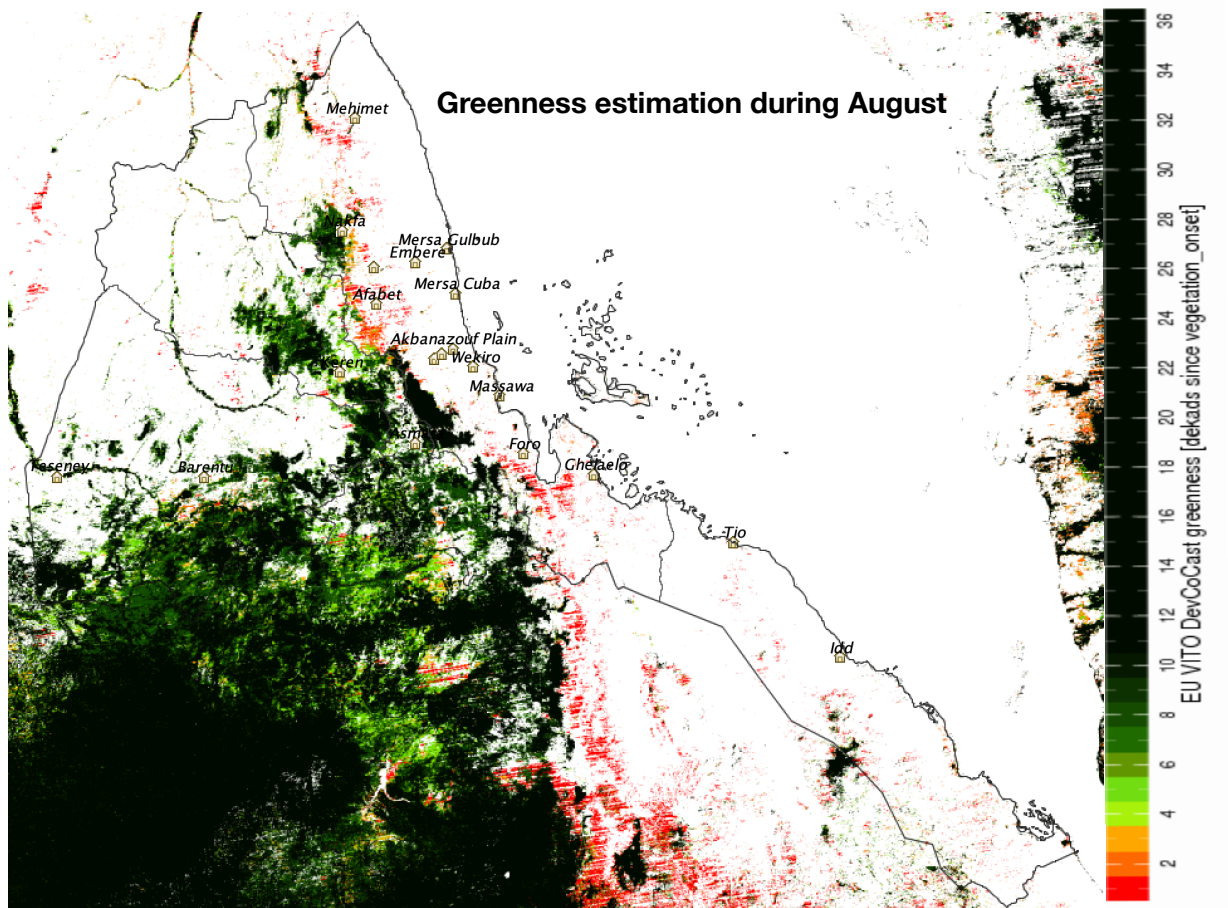 Greenness estimation during August
Mehimet
Nakfa
Mersa Gulbub
Embere
Mersa Cuba
Afabet
Akbanazouf Plain
Wekiro
Keren
Massawa
Foro
Ghelaelo
Teseney
Barentu
Tio
Idd
36
34
32
30
28
26
24
22
20
18
16
14
12
10
8
6
4
2
EU VITO DevCoCast greenness [dekads since vegetation_onset]